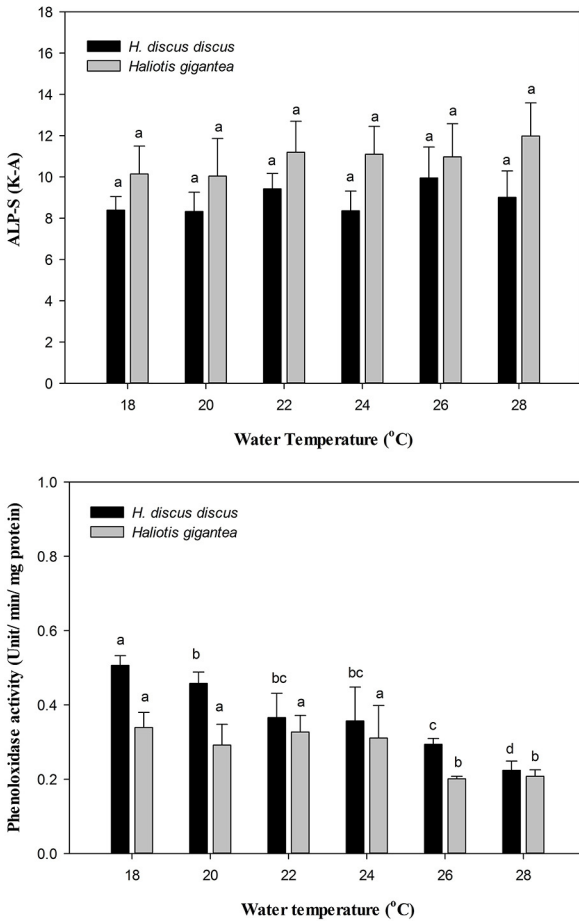 18
16
14
12
10
8
6
4
2
0
ALP-S (K-A)
H. discus discus
Haliotis gigantea
a a a a a a a a a a a a
18 20 22 24 26 28
Water Temperature (°C)
1.0
0.8
0.6
0.4
0.2
0.0
Phenoloxidase activity (Unit/ min/ mg protein)
H. discus discus
Haliotis gigantea
a a b a bc a bc a c b d b
18 20 22 24 26 28
Water temperature (°C)